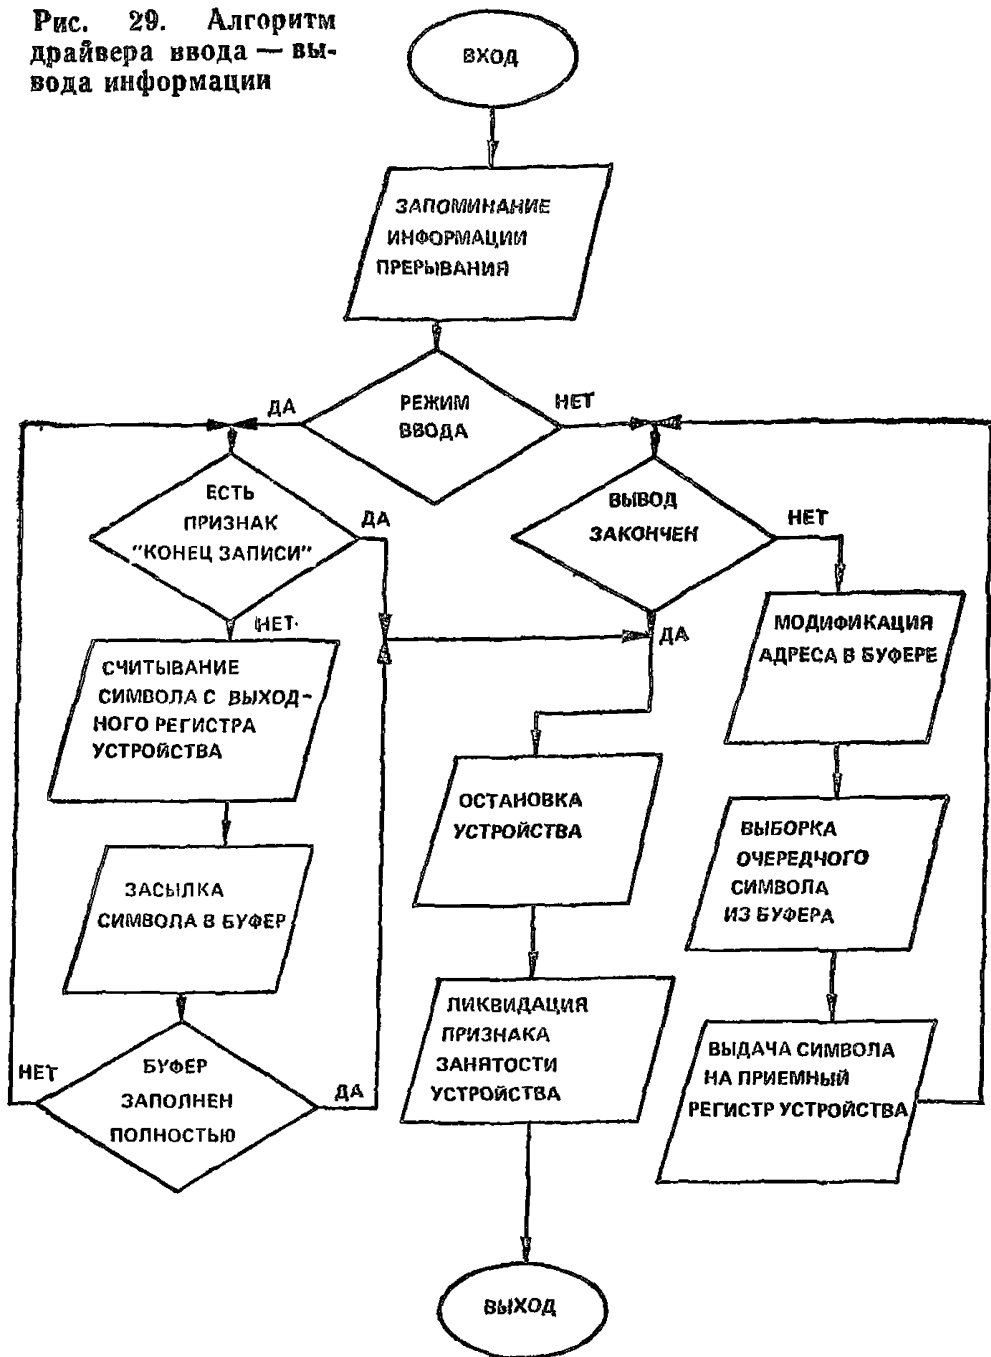 Рис. 29. Алгоритм
драйвера ввода — вы-
вода информации
ВХОД
ЗАПОМИНАНИЕ
ИНФОРМАЦИИ
ПРЕРЫВАНИЯ
РЕЖИМ
ВВОДА
ДА
НЕТ
ЕСТЬ
ПРИЗНАК
"КОНЕЦ ЗАПИСИ"
ДА
НЕТ
СЧИТЫВАНИЕ
СИМВОЛА С ВЫХОД-
НОГО РЕГИСТРА
УСТРОЙСТВА
ЗАСЫЛКА
СИМВОЛА В БУФЕР
БУФЕР
ЗАПОЛНЕН
ПОЛНОСТЬЮ
НЕТ
ДА
ВЫВОД
ЗАКОНЧЕН
НЕТ
ДА
ОСТАНОВКА
УСТРОЙСТВА
ЛИКВИДАЦИЯ
ПРИЗНАКА
ЗАНЯТОСТИ
УСТРОЙСТВА
МОДИФИКАЦИЯ
АДРЕСА В БУФЕРЕ
ВЫБОРКА
ОЧЕРЕДЧОГО
СИМВОЛА
ИЗ БУФЕРА
ВЫДАЧА СИМВОЛА
НА ПРИЕМНЫЙ
РЕГИСТР УСТРОЙСТВА
ВЫХОД